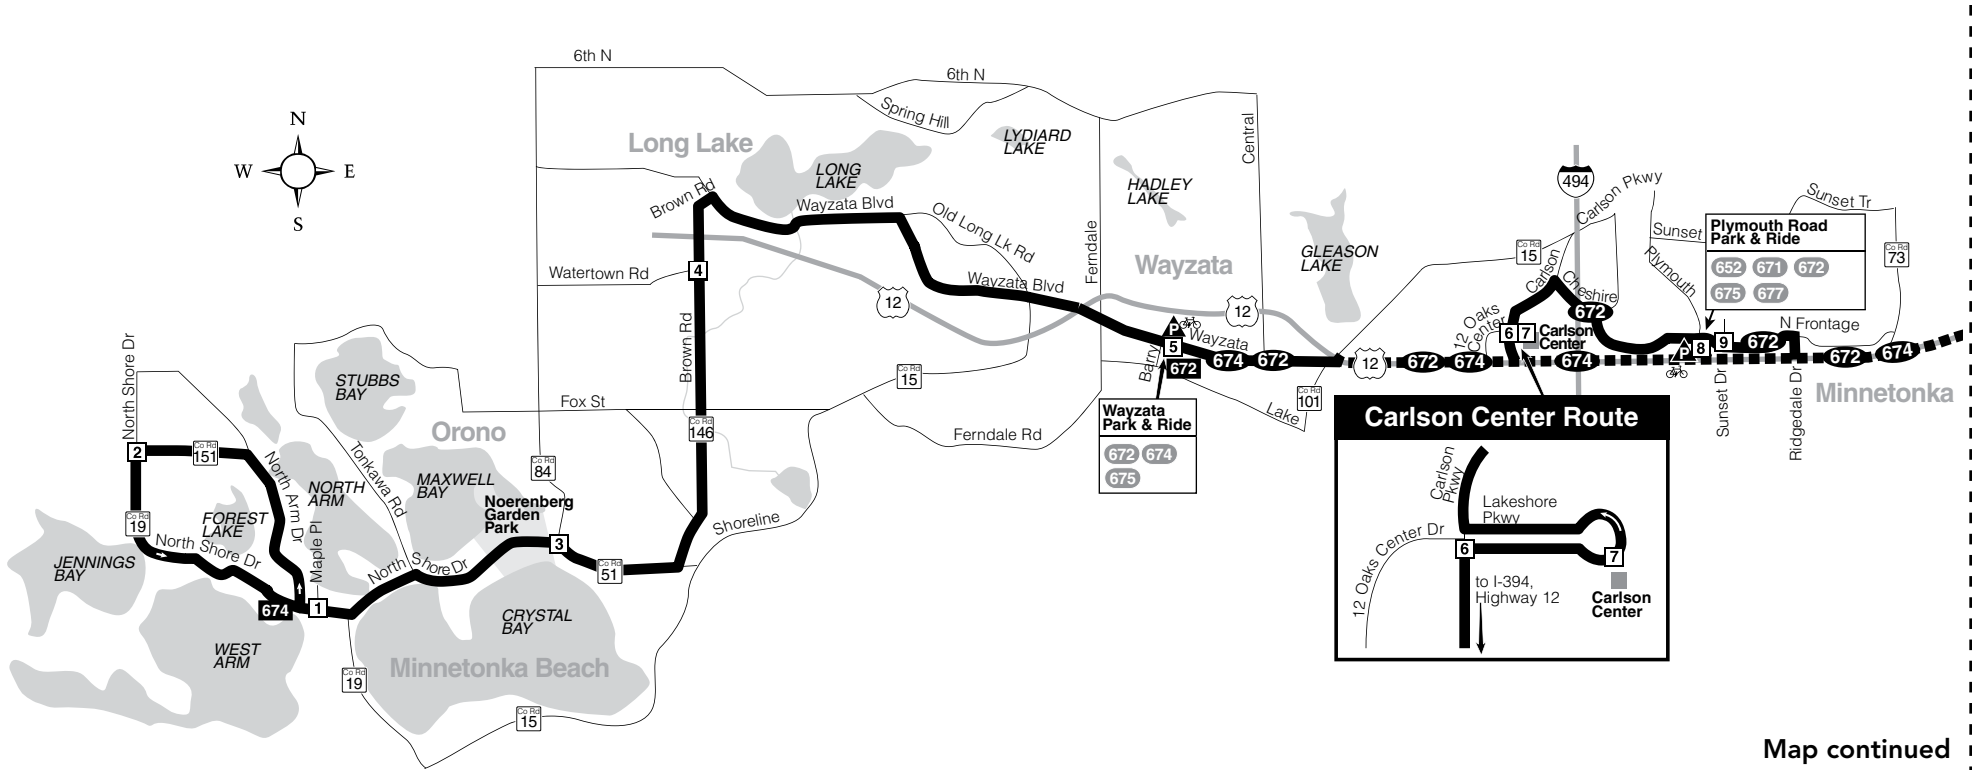 6th N
6th N
Spring Hill
N
W
E
S
Long Lake
LONG
LAKE
LYDIARD
LAKE
HADLEY
LAKE
Central
494
Carlson Pkwy
Sunset Tr
Brown Rd
Wayzata Blvd
Old Long Lk Rd
Ferndale
Wayzata
GLEASON
LAKE
Co Rd
15
Carlson
Cheshire
Sunset
Plymouth
Plymouth Road
Park & Ride
652
671
672
675
677
Co Rd
73
Watertown Rd
4
Wayzata Blvd
12
12
12 Oaks
Center
6
7
Carlson
Center
672
N Frontage
North Shore Dr
STUBBS
BAY
Brown Rd
P
Wayzata
5
Barry
672
674
672
12
672
674
674
P
8
9
672
672
674
Minnetonka
Sunset Dr
Ridgedale Dr
Co Rd
15
Co Rd
101
Lake
Fox St
Orono
Co Rd
146
Ferndale Rd
Wayzata
Park & Ride
672
674
675
Carlson Center Route
Carlson
Pkwy
Lakeshore
Pkwy
12 Oaks Center Dr
6
7
to I-394,
Highway 12
Carlson
Center
2
Co Rd
151
North Arm Dr
Tonkawa Rd
NORTH
ARM
MAXWELL
BAY
Co Rd
84
Noerenberg
Garden
Park
Co Rd
19
FOREST
LAKE
North Shore Dr
JENNINGS
BAY
Maple Pl
North Shore Dr
3
Co Rd
51
Shoreline
674
1
CRYSTAL
BAY
WEST
ARM
Minnetonka Beach
Co Rd
19
Co Rd
15
Map continued